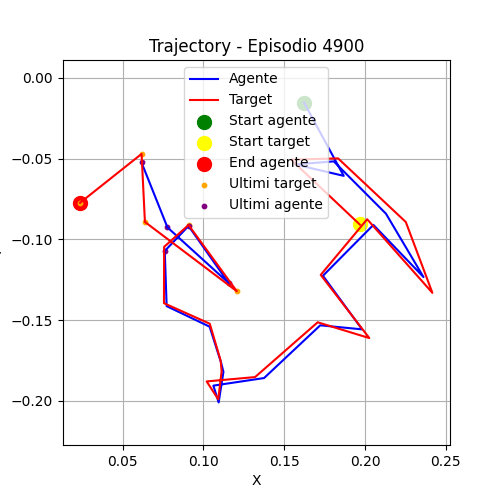 Trajectory - Episodio 4900
0.00
−0.05
−0.10
−0.15
−0.20
Agente
Target
Start agente
Start target
End agente
Ultimi target
Ultimi agente
0.05
0.10
0.15
0.20
0.25
X